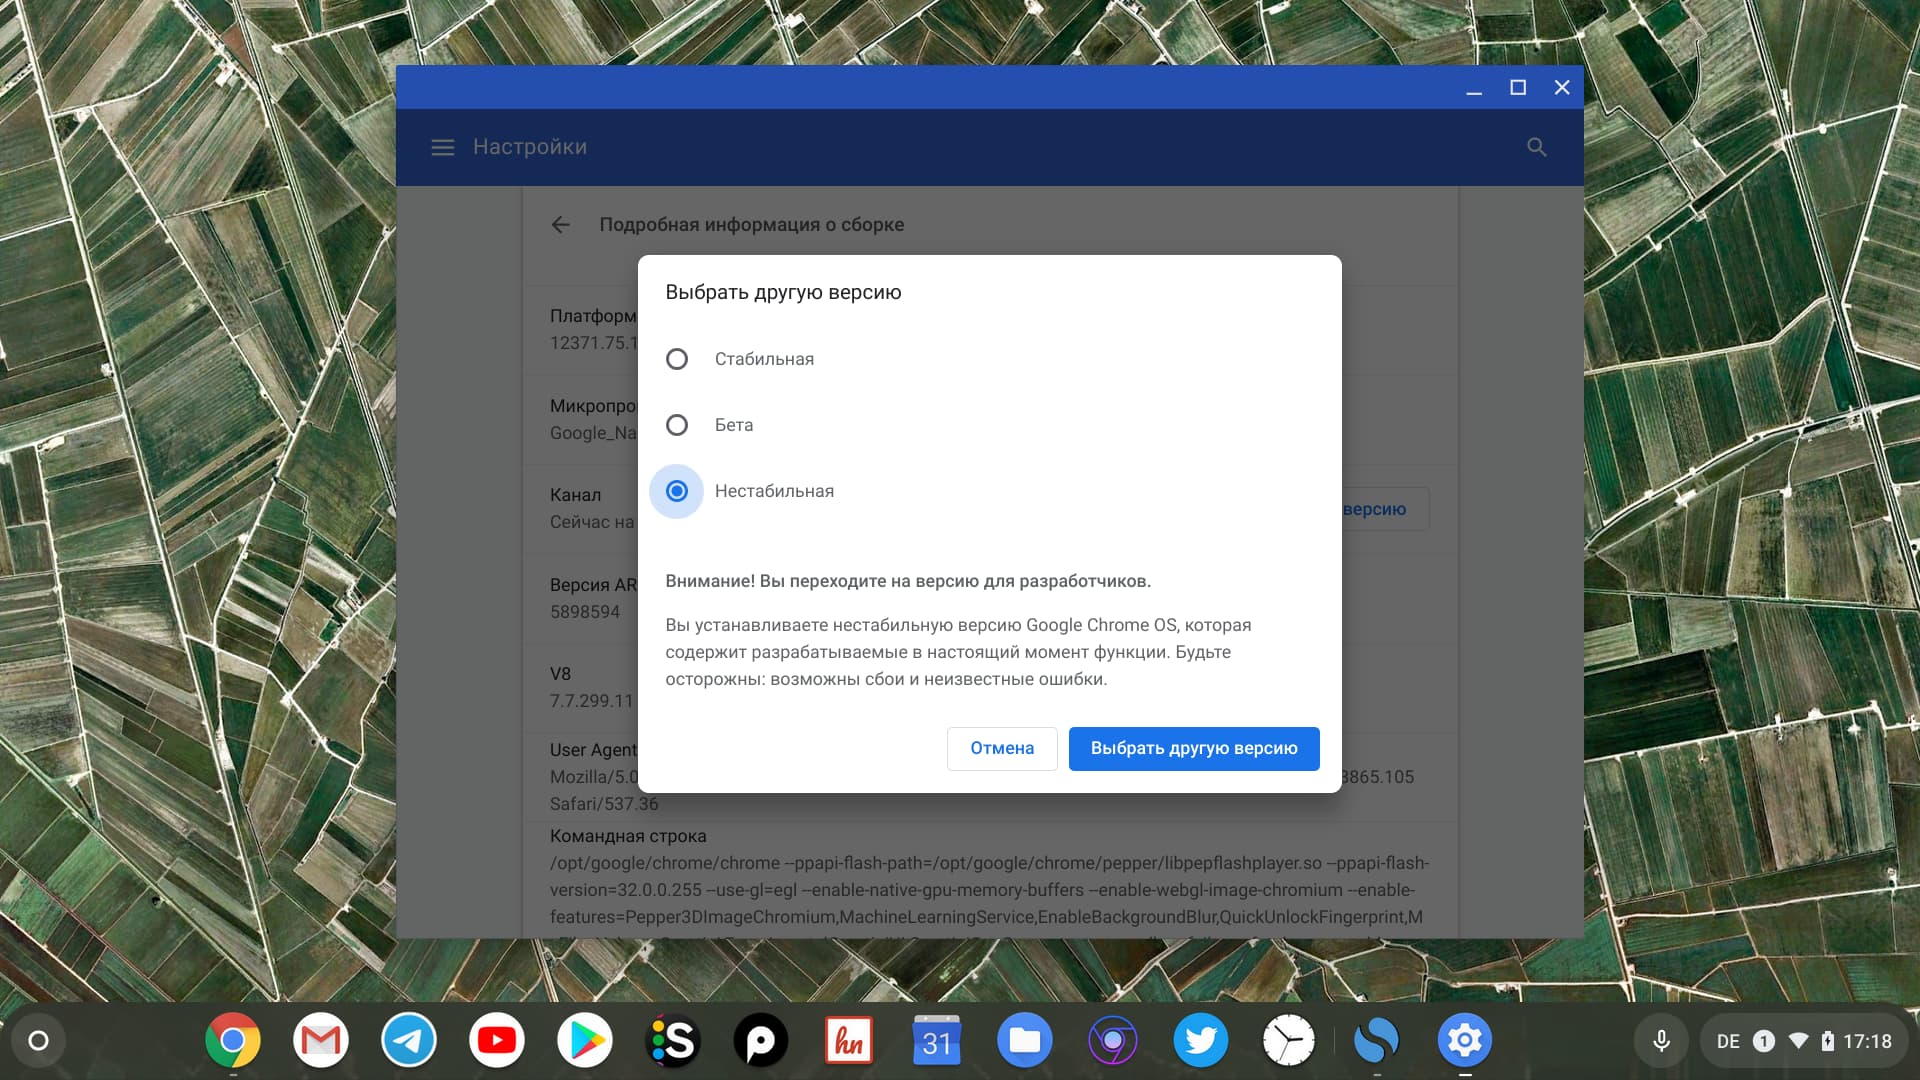 Настройки
Подробная информация о сборке
Выбрать другую версию
Платформ
12371.75.1
Стабильная
Микропро
Google_Na
Бета
Канал
Сейчас на
Нестабильная
версию
Внимание! Вы переходите на версию для разработчиков.
Версия AR
5898594
Вы устанавливаете нестабильную версию Google Chrome OS, которая
содержит разрабатываемые в настоящий момент функции. Будьте
осторожны: возможны сбои и неизвестные ошибки.
V8
7.7.299.11
Отмена
Выбрать другую версию
User Agent
Mozilla/5.0
3865.105
Safari/537.36
Командная строка
/opt/google/chrome/chrome --ppapi-flash-path=/opt/google/chrome/pepper/libpepflashplayer.so --ppapi-flash-
version=32.0.0.255 --use-gl=egl --enable-native-gpu-memory-buffers --enable-webgl-image-chromium --enable-
features=Pepper3DImageChromium,MachineLearningService,EnableBackgroundBlur,QuickUnlockFingerprint,M
S
hn
31
DE 1 17:18